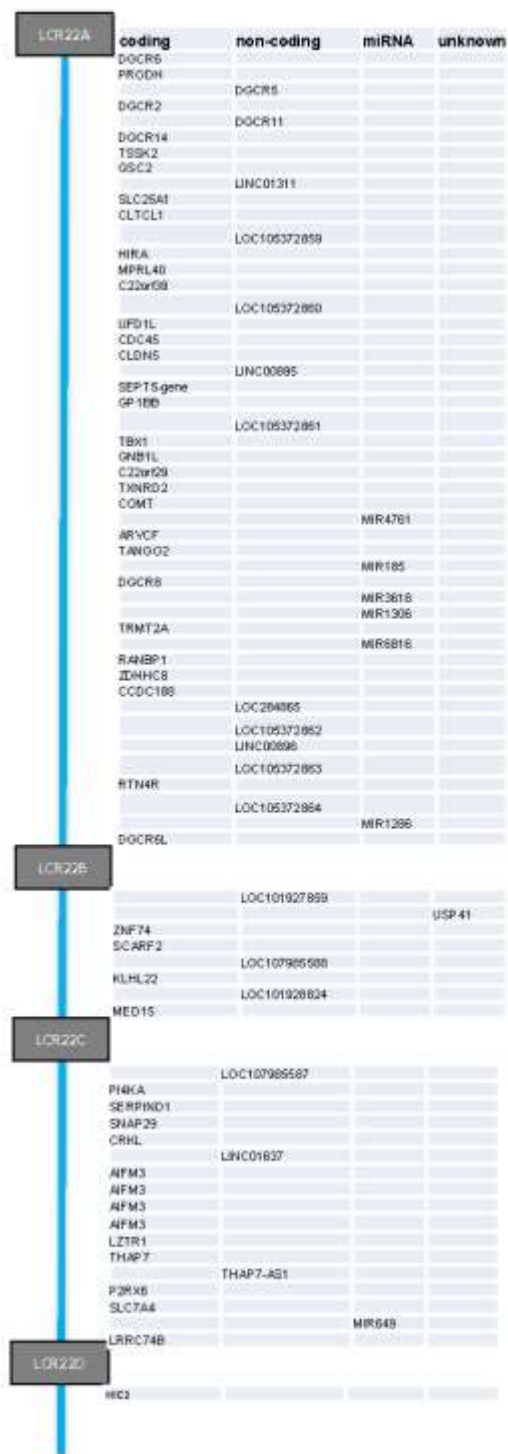 LCR22A
coding non-coding miRNA unknown
DGCR6
PRODH
DGCR5
DGCR2
DGCR11
DGCR14
TSSK2
GSC2
LINC01311
SLC25A1
CLTCL1
LOC105372859
HIRA
MPRL40
C22orf39
LOC105372860
UFD1L
CDC45
CLDN5
LINC00895
SEPT5-gene
GP1BB
LOC105372861
TBX1
GNB1L
C22orf29
TXNRD2
COMT
MIR4761
ARVCF
TANGO2
MIR185
DGCR8
MIR3618
MIR1306
TRMT2A
MIR6816
RANBP1
ZDHHC8
CCDC188
LOC284865
LOC105372862
LINC00896
LOC105372863
RTN4R
LOC105372864
MIR1286
DGCR6L
LCR22B
LOC101927859
USP41
ZNF74
SCARF2
LOC107985588
KLHL22
LOC101928824
MED15
LCR22C
LOC107985587
PI4KA
SERPIND1
SNAP29
CRKL
LINC01637
AIFM3
AIFM3
AIFM3
AIFM3
LZTR1
THAP7
THAP7-AS1
P2RX6
SLC7A4
MIR649
LRRC74B
LCR22D
HIC2